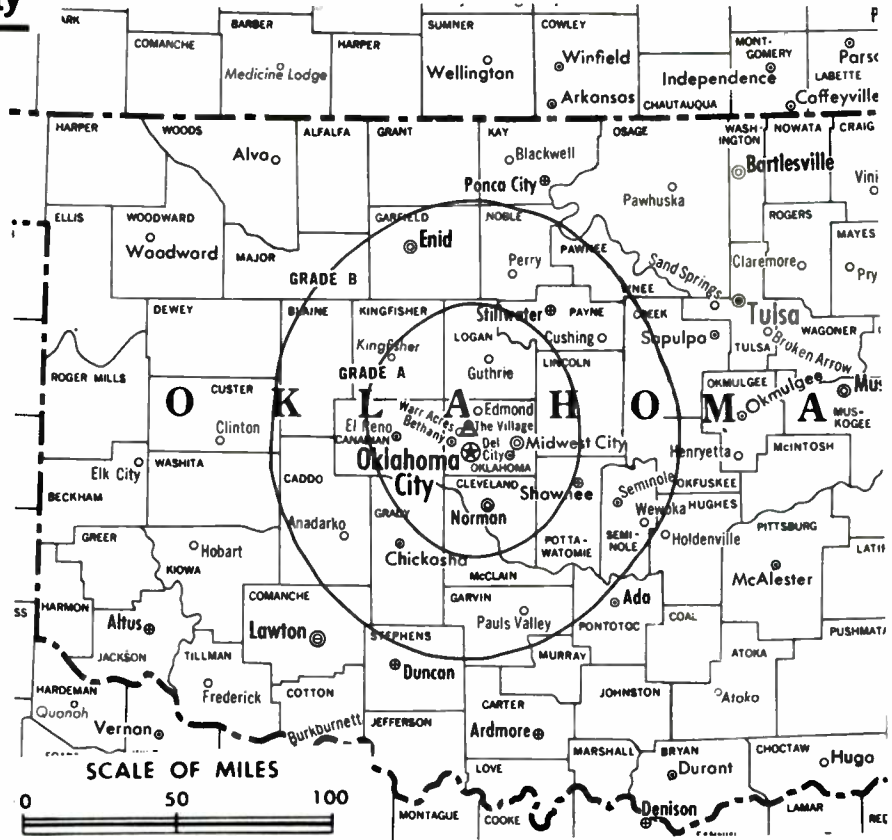 ARK
BARBER
SUMNER
COWLEY
COMANCHE
HARPER
MONT-
GOMERY
Winfield
Medicine Lodge
Wellington
Independence
LABETTE
Arkansas
CHAUTAUQUA
Coffeyville
HARPER
WOODS
ALFALFA
GRANT
KAY
OSAGE
WASH-
INGTON
NOWATA
CRAIG
Alva
Blackwell
Bartlesville
Ponca City
Pawhuska
ELLIS
WOODWARD
GARFIELD
NOBLE
ROGERS
MAYES
Woodward
Enid
MAJOR
Perry
PAWNEE
Claremore
Sand Springs
GRADE B
DEWEY
BLAINE
KINGFISHER
Stillwater
PAYNE
CREEK
Tulsa
LOGAN
Cushing
Sapulpa
WAGONER
Kingfisher
TULSA
Broken Arrow
LINCOLN
ROGER MILLS
GRADE A
Guthrie
CUSTER
OKMULGEE
O K L A H O M A
Okmulgee
MUS-
KOGEE
Clinton
Edmond
Warr Acres
The Village
El Reno
Bethany
CANADIAN
Del
City
Midwest City
Oklahoma
City
OKLAHOMA
McINTOSH
Henryetta
Elk City
WASHITA
CADDO
CLEVELAND
Shawnee
Seminole
OKFUSKEE
BECKHAM
Norman
Wewoka
HUGHES
Anadarko
GRADY
SEMI-
NOLE
Holdenville
PITTSBURG
GREER
Hobart
Chickasha
POTTA-
WATOMIE
KIOWA
McCLAIN
McAlester
HARMON
COMANCHE
GARVIN
Ada
Altus
Pauls Valley
COAL
Lawton
STEPHENS
PONTOTOC
JACKSON
TILLMAN
MURRAY
ATOKA
Duncan
HARDEMAN
Frederick
COTTON
JOHNSTON
Atoka
Quanah
CARTER
Vernon
Burkburnett
JEFFERSON
Ardmore
MARSHALL
BRYAN
CHOCTAW
Hugo
SCALE OF MILES
LOVE
Durant
0 50 100
MONTAGUE
COOKE
Denison
LAMAR